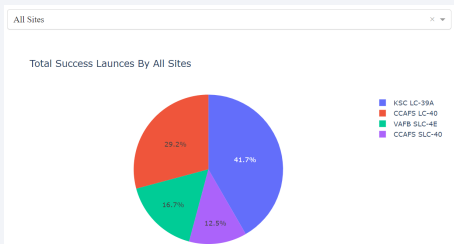 All Sites
Total Success Launces By All Sites
KSC LC-39A
CCAFS LC-40
VAFB SLC-4E
CCAFS SLC-40
41.7%
29.2%
16.7%
12.5%